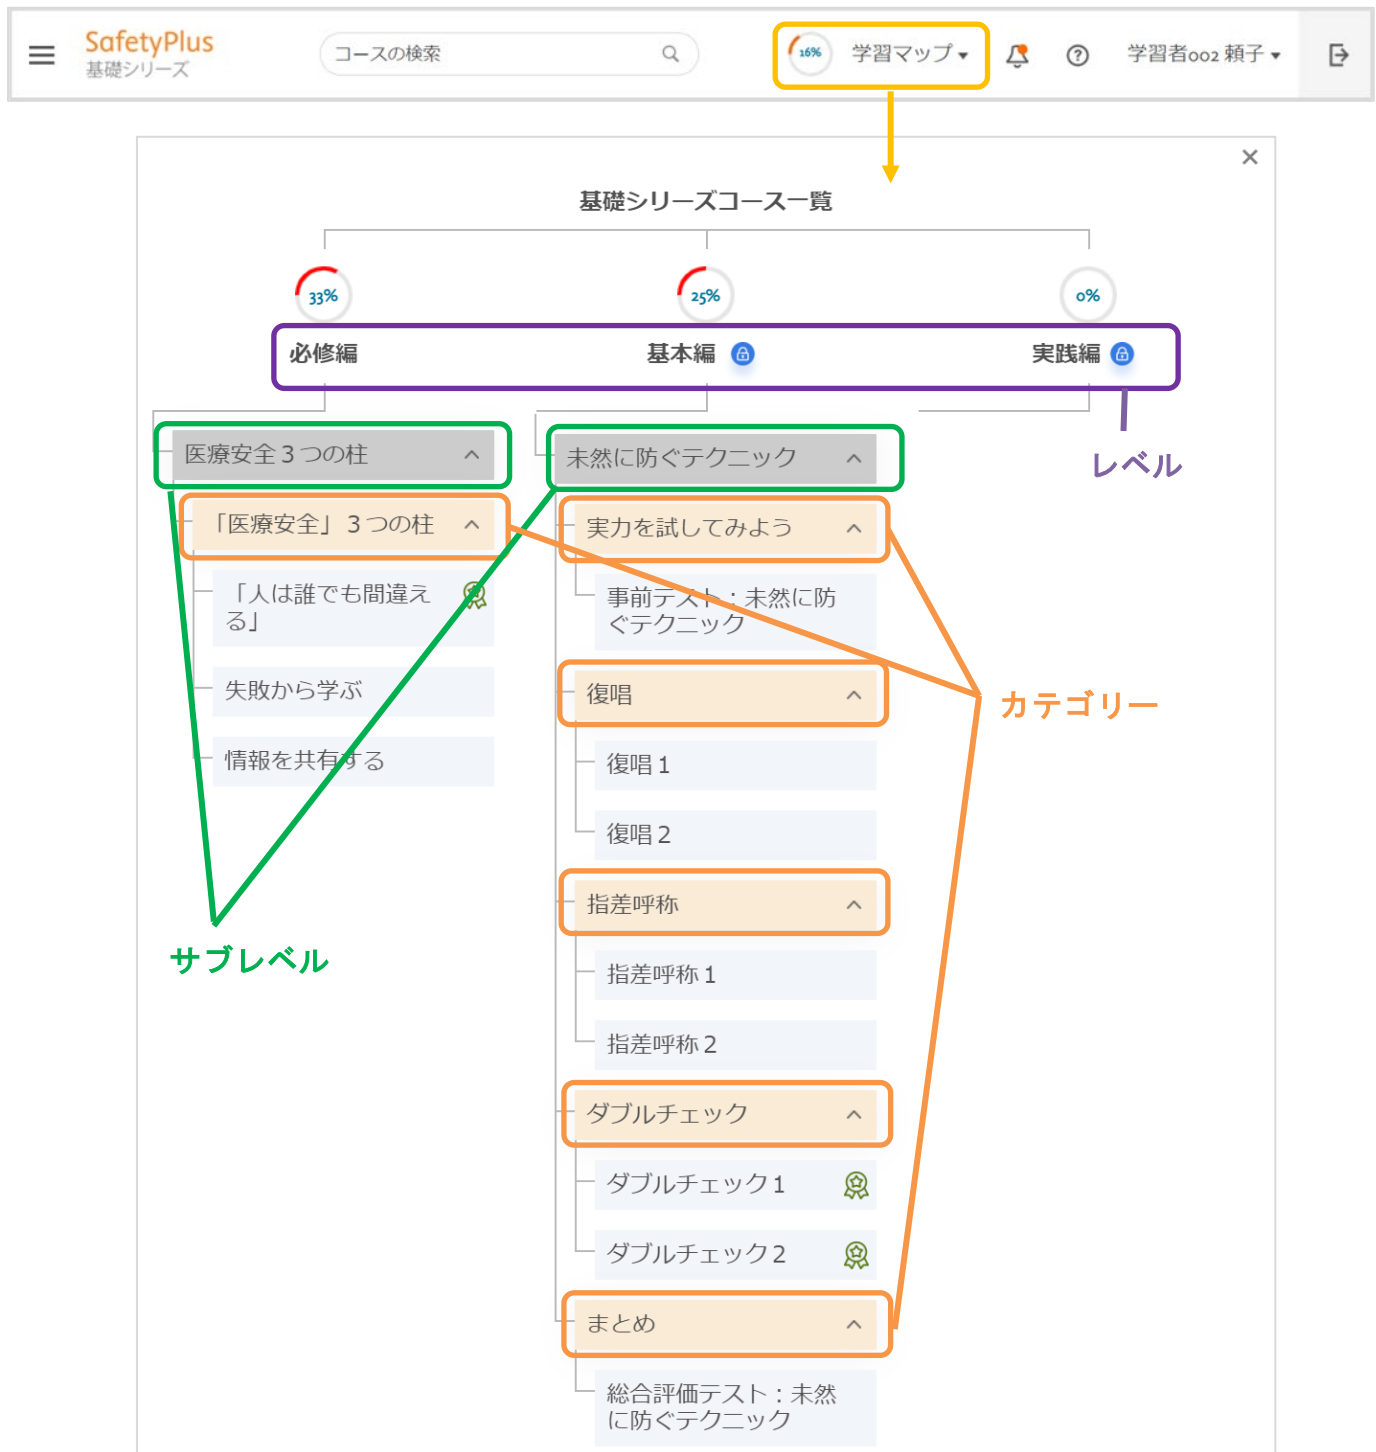 SafetyPlus
基礎シリーズ
コースの検索
16%
学習マップ
学習者002 頼子
基礎シリーズコース一覧
33%
25%
0%
必修編
基本編
実践編
レベル
医療安全３つの柱
「医療安全」３つの柱
「人は誰でも間違え
る」
失敗から学ぶ
情報を共有する
サブレベル
未然に防ぐテクニック
実力を試してみよう
事前テスト：未然に防
ぐテクニック
復唱
復唱１
復唱２
指差呼称
指差呼称１
指差呼称２
ダブルチェック
ダブルチェック１
ダブルチェック２
まとめ
総合評価テスト：未然
に防ぐテクニック
カテゴリー